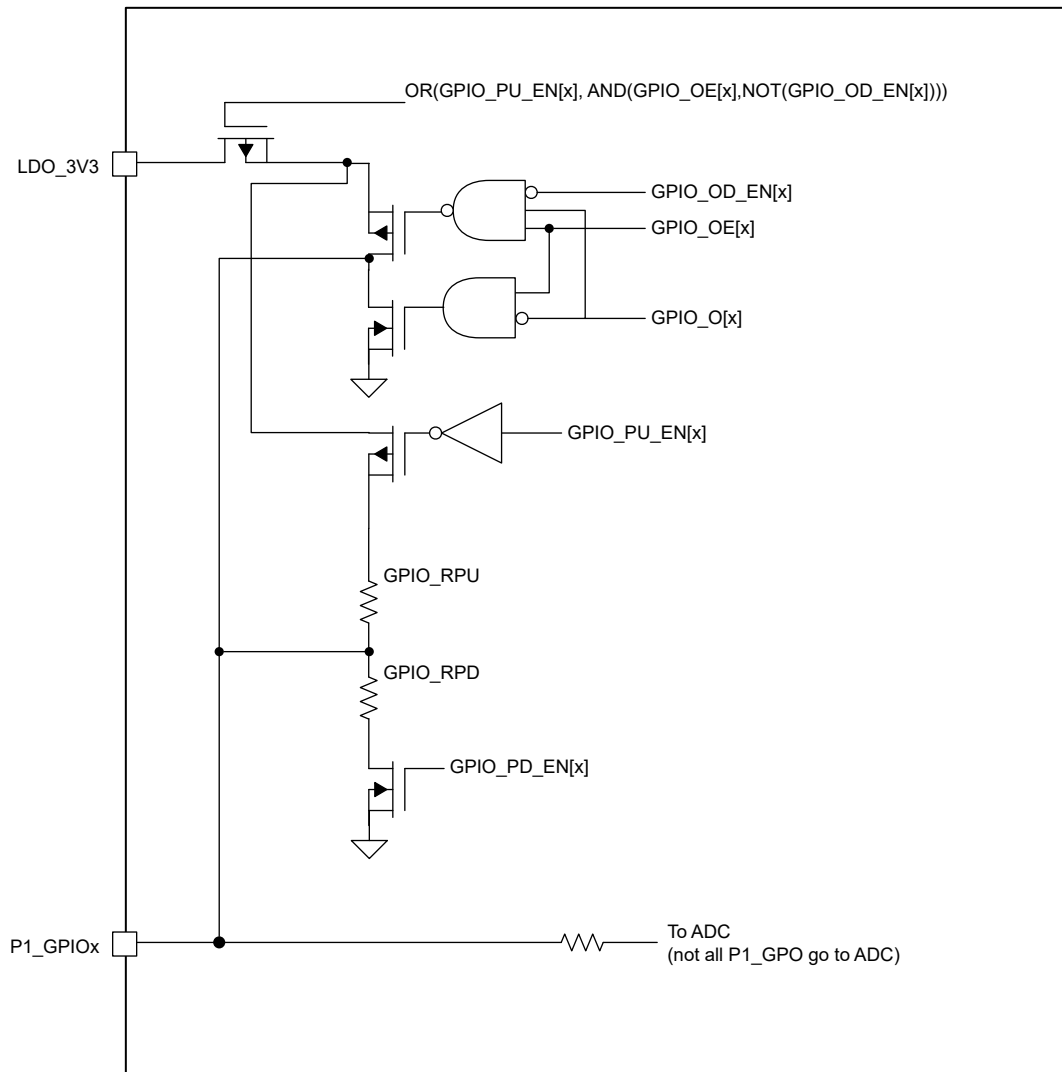 OR(GPIO_PU_EN[x], AND(GPIO_OE[x],NOT(GPIO_OD_EN[x])))
LDO_3V3
GPIO_OD_EN[x]
GPIO_OE[x]
GPIO_O[x]
GPIO_PU_EN[x]
GPIO_RPU
GPIO_RPD
GPIO_PD_EN[x]
P1_GPIOx
To ADC
(not all P1_GPO go to ADC)